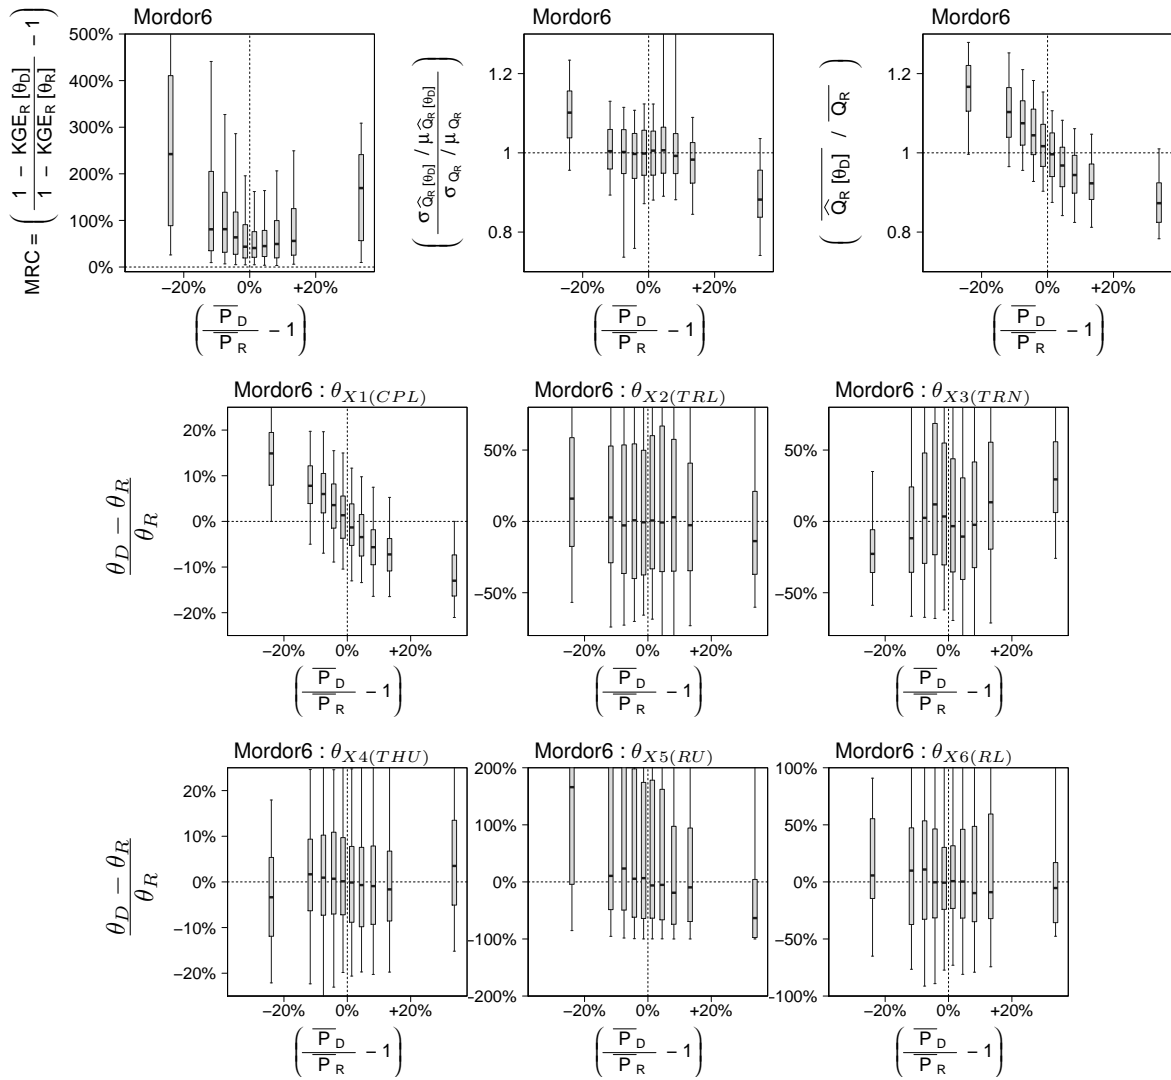 Mordor6 Mordor6 Mordor6
MRC = ( 1 − KGE_R [θ_D] / 1 − KGE_R [θ_R] − 1 )
500%
400%
300%
200%
100%
0%
−20% 0% +20%
( P̅_D / P̅_R − 1 )
( σ_Q̂_R [θ_D] / μ_Q̂_R [θ_D] / σ_Q_R / μ_Q_R )
1.2
1
0.8
−20% 0% +20%
( P̅_D / P̅_R − 1 )
( Q̂_R [θ_D] / Q_R )
1.2
1
0.8
−20% 0% +20%
( P̅_D / P̅_R − 1 )
Mordor6 : θ_X1(CPL) Mordor6 : θ_X2(TRL) Mordor6 : θ_X3(TRN)
θ_D − θ_R / θ_R
20%
10%
0%
−10%
−20%
−20% 0% +20%
( P̅_D / P̅_R − 1 )
50%
0%
−50%
−20% 0% +20%
( P̅_D / P̅_R − 1 )
50%
0%
−50%
−20% 0% +20%
( P̅_D / P̅_R − 1 )
Mordor6 : θ_X4(THU) Mordor6 : θ_X5(RU) Mordor6 : θ_X6(RL)
θ_D − θ_R / θ_R
20%
10%
0%
−10%
−20%
−20% 0% +20%
( P̅_D / P̅_R − 1 )
200%
100%
0%
−100%
−200%
−20% 0% +20%
( P̅_D / P̅_R − 1 )
100%
50%
0%
−50%
−100%
−20% 0% +20%
( P̅_D / P̅_R − 1 )